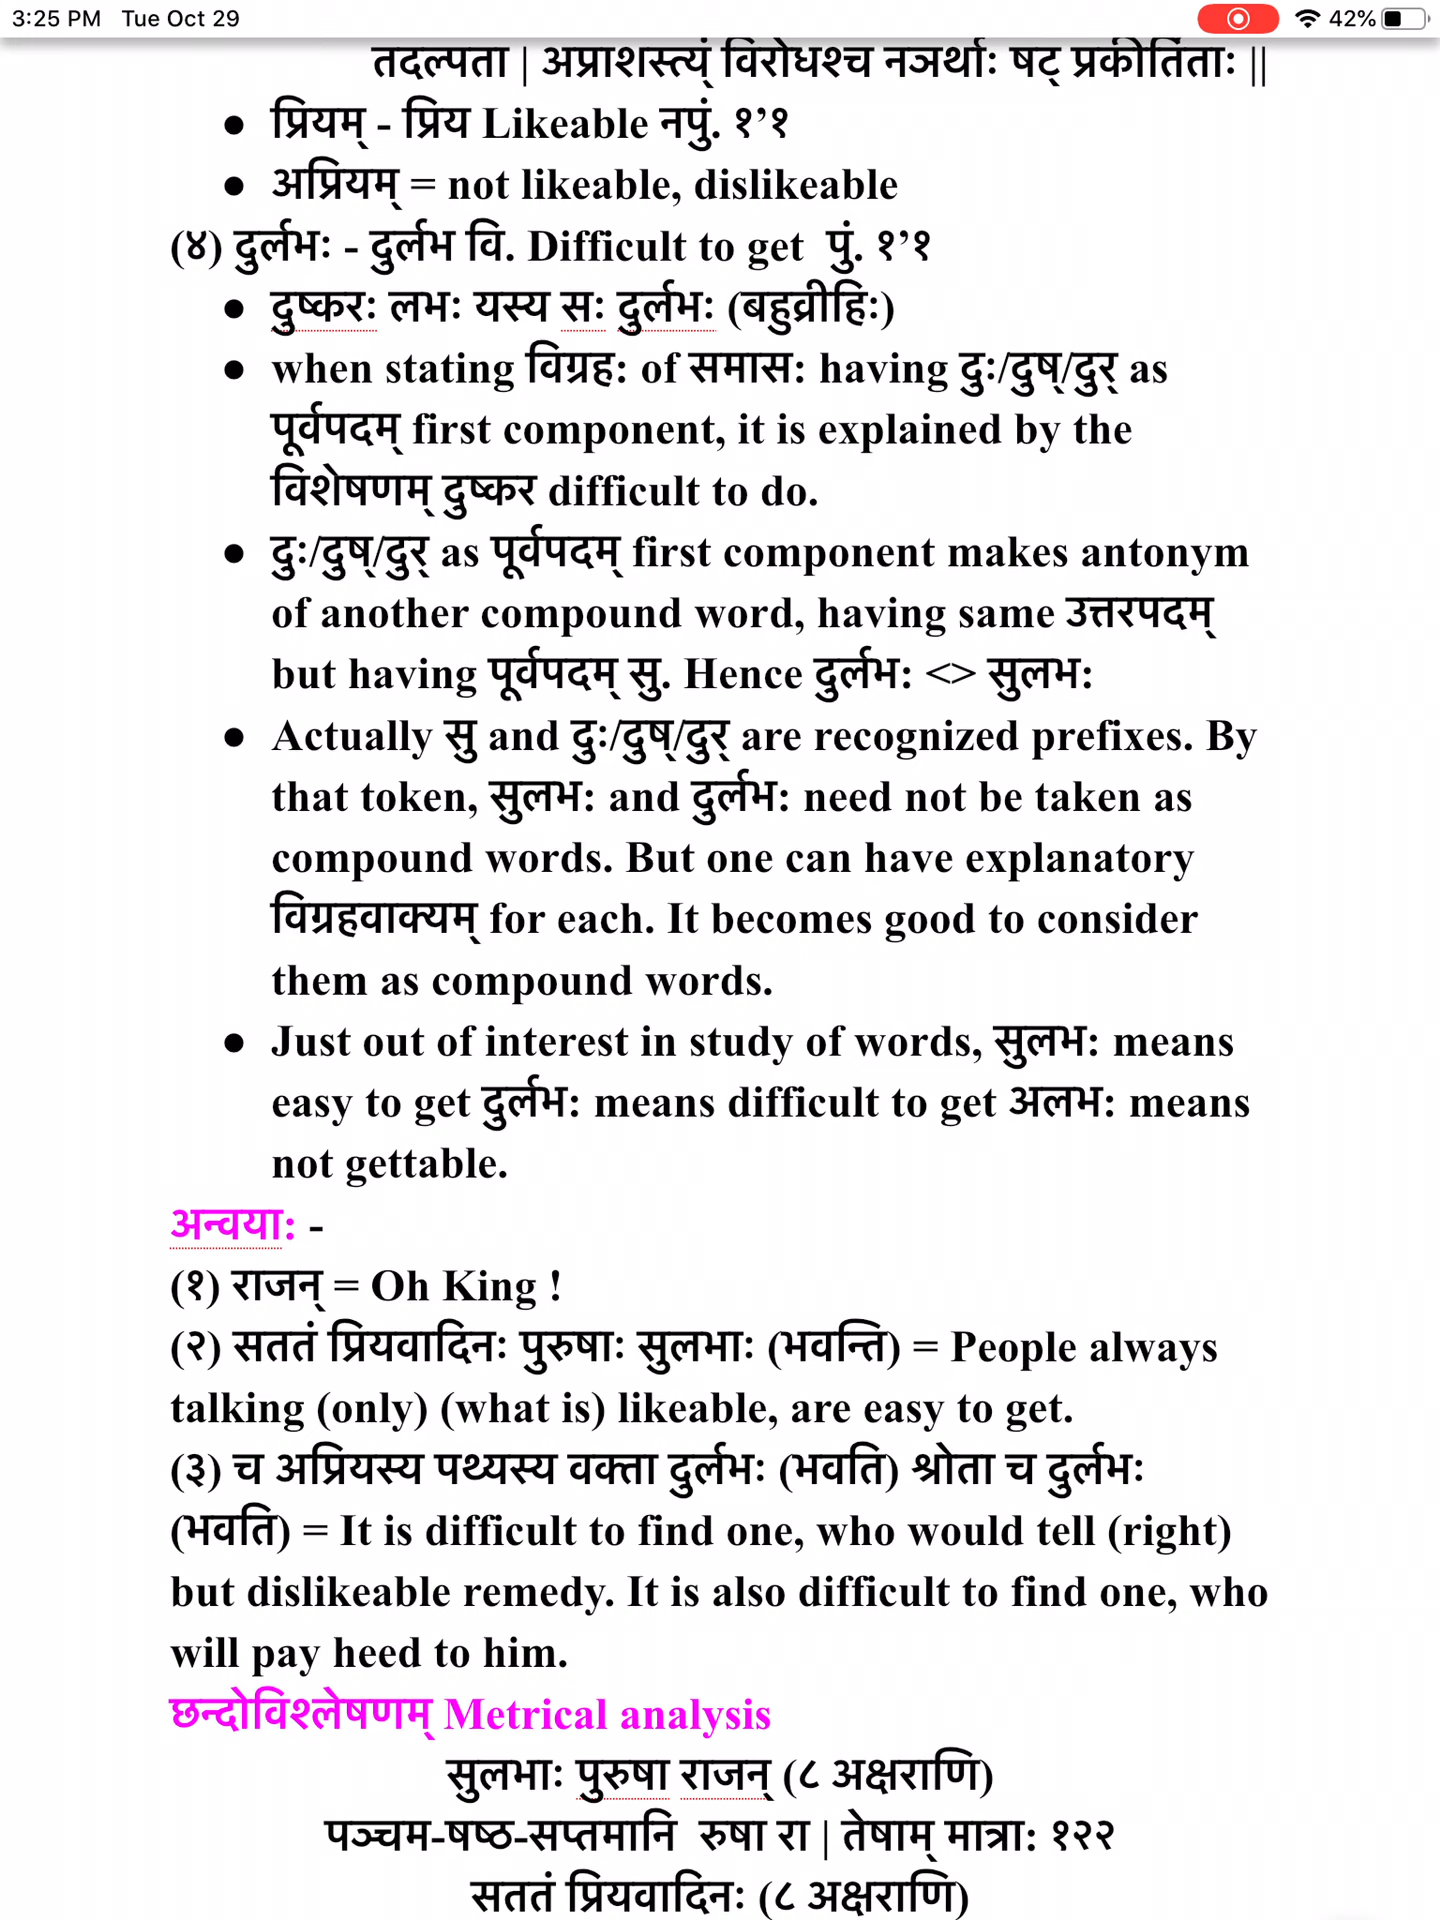 3:25 PM Tue Oct 29 42%
तदल्पता | अप्राशस्त्यं विरोधश्च नञर्थाः षट् प्रकीर्तिताः ||
● प्रियम् - प्रिय Likeable नपुं. १’१
● अप्रियम् = not likeable, dislikeable
(४) दुर्लभः - दुर्लभ वि. Difficult to get पुं. १’१
● दुष्करः लभः यस्य सः दुर्लभः (बहुव्रीहिः)
● when stating विग्रह: of समास: having दुः/दुष्/दुर् as
पूर्वपदम् first component, it is explained by the
विशेषणम् दुष्कर difficult to do.
● दुः/दुष्/दुर् as पूर्वपदम् first component makes antonym
of another compound word, having same उत्तरपदम्
but having पूर्वपदम् सु. Hence दुर्लभ: <> सुलभ:
● Actually सु and दुः/दुष्/दुर् are recognized prefixes. By
that token, सुलभ: and दुर्लभ: need not be taken as
compound words. But one can have explanatory
विग्रहवाक्यम् for each. It becomes good to consider
them as compound words.
● Just out of interest in study of words, सुलभ: means
easy to get दुर्लभ: means difficult to get अलभ: means
not gettable.
अन्वया: -
(१) राजन् = Oh King !
(२) सततं प्रियवादिनः पुरुषाः सुलभाः (भवन्ति) = People always
talking (only) (what is) likeable, are easy to get.
(३) च अप्रियस्य पथ्यस्य वक्ता दुर्लभः (भवति) श्रोता च दुर्लभः
(भवति) = It is difficult to find one, who would tell (right)
but dislikeable remedy. It is also difficult to find one, who
will pay heed to him.
छन्दोविश्लेषणम् Metrical analysis
सुलभाः पुरुषा राजन् (८ अक्षराणि)
पञ्चम-षष्ठ-सप्तमानि रुषा रा | तेषाम् मात्रा: १२२
सततं प्रियवादिनः (८ अक्षराणि)